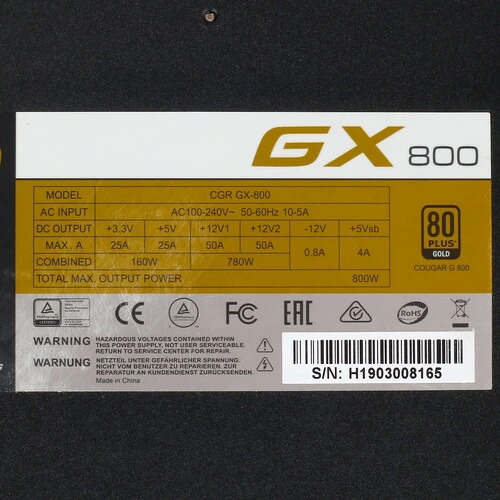 GX 800
MODEL CGR GX-800
AC INPUT AC100-240V~ 50-60Hz 10-5A
DC OUTPUT +3.3V +5V +12V1 +12V2 -12V +5Vsb
MAX. A 25A 25A 50A 50A 0.8A 4A
COMBINED 160W 780W
TOTAL MAX. OUTPUT POWER 800W
80
PLUS
GOLD
COUGAR G 800
CE FC EAC RoHS
WARNING HAZARDOUS VOLTAGES CONTAINED WITHIN
THIS POWER SUPPLY, NOT USER SERVICEABLE.
RETURN TO SERVICE CENTER FOR REPAIR.
WARNUNG NETZTEIL UNTER GEFÄHRLICHER SPANNUNG.
NICHT VOM BENUTZER ZU REPARIEREN. ZUR
REPARATUR AN KUNDENDIENST ZURÜCKSENDEN.
Made in China
S/N: H1903008165